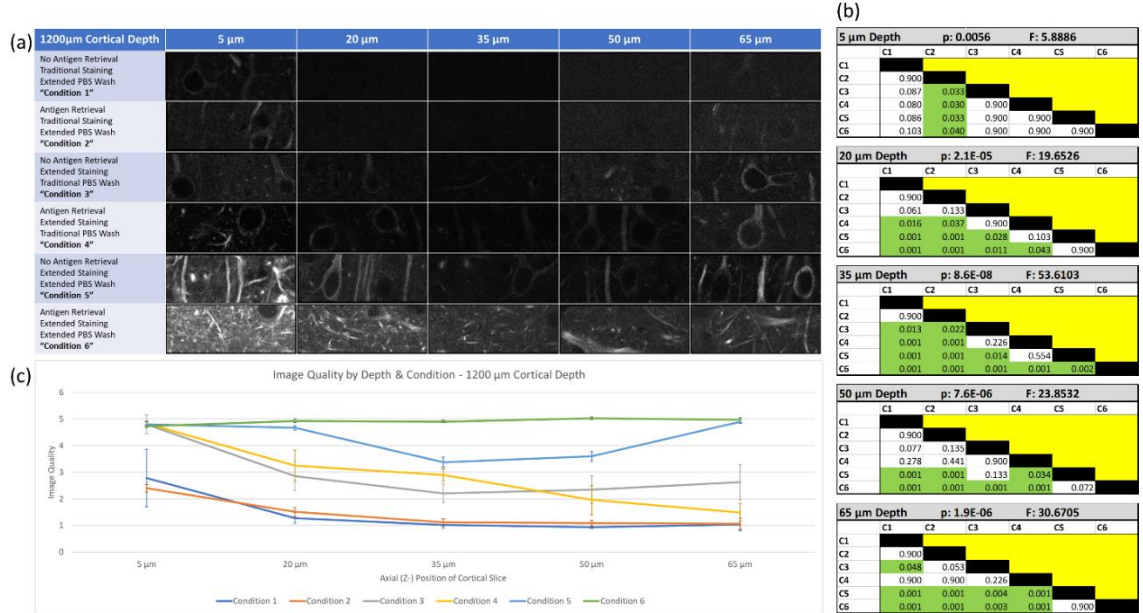 (a)
1200µm Cortical Depth 5 µm 20 µm 35 µm 50 µm 65 µm
No Antigen Retrieval
Traditional Staining
Extended PBS Wash
"Condition 1"
Antigen Retrieval
Traditional Staining
Extended PBS Wash
"Condition 2"
No Antigen Retrieval
Extended Staining
Traditional PBS Wash
"Condition 3"
Antigen Retrieval
Extended Staining
Traditional PBS Wash
"Condition 4"
No Antigen Retrieval
Extended Staining
Extended PBS Wash
"Condition 5"
Antigen Retrieval
Extended Staining
Extended PBS Wash
"Condition 6"
(b)
5 µm Depth p: 0.0056 F: 5.8886
C1 C2 C3 C4 C5 C6
C1
C2 0.900
C3 0.087 0.033
C4 0.080 0.030 0.900
C5 0.086 0.033 0.900 0.900
C6 0.103 0.040 0.900 0.900 0.900
20 µm Depth p: 2.1E-05 F: 19.6526
C1 C2 C3 C4 C5 C6
C1
C2 0.900
C3 0.061 0.133
C4 0.016 0.037 0.900
C5 0.001 0.001 0.028 0.103
C6 0.001 0.001 0.011 0.043 0.900
35 µm Depth p: 8.6E-08 F: 53.6103
C1 C2 C3 C4 C5 C6
C1
C2 0.900
C3 0.013 0.022
C4 0.001 0.001 0.226
C5 0.001 0.001 0.014 0.554
C6 0.001 0.001 0.001 0.001 0.002
50 µm Depth p: 7.6E-06 F: 23.8532
C1 C2 C3 C4 C5 C6
C1
C2 0.900
C3 0.077 0.135
C4 0.278 0.441 0.900
C5 0.001 0.001 0.133 0.034
C6 0.001 0.001 0.001 0.001 0.072
65 µm Depth p: 1.9E-06 F: 30.6705
C1 C2 C3 C4 C5 C6
C1
C2 0.900
C3 0.048 0.053
C4 0.900 0.900 0.226
C5 0.001 0.001 0.004 0.001
C6 0.001 0.001 0.003 0.001 0.900
(c)
Image Quality by Depth & Condition - 1200 µm Cortical Depth
Image Quality
6
5
4
3
2
1
0
5 µm 20 µm 35 µm 50 µm 65 µm
Axial (Z-) Position of Cortical Slice
Condition 1 Condition 2 Condition 3 Condition 4 Condition 5 Condition 6